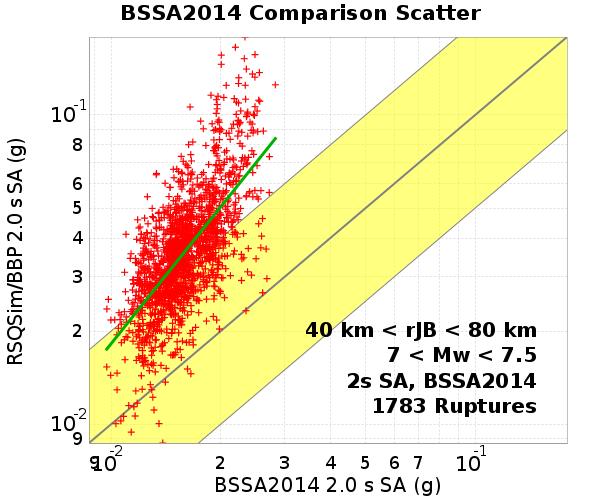 BSSA2014 Comparison Scatter
RSQSim/BBP 2.0 s SA (g)
10^-1
8
6
5
4
3
2
10^-2
9
40 km < rJB < 80 km
7 < Mw < 7.5
2s SA, BSSA2014
1783 Ruptures
9 10^-2 2 3 4 5 6 7 10^-1
BSSA2014 2.0 s SA (g)